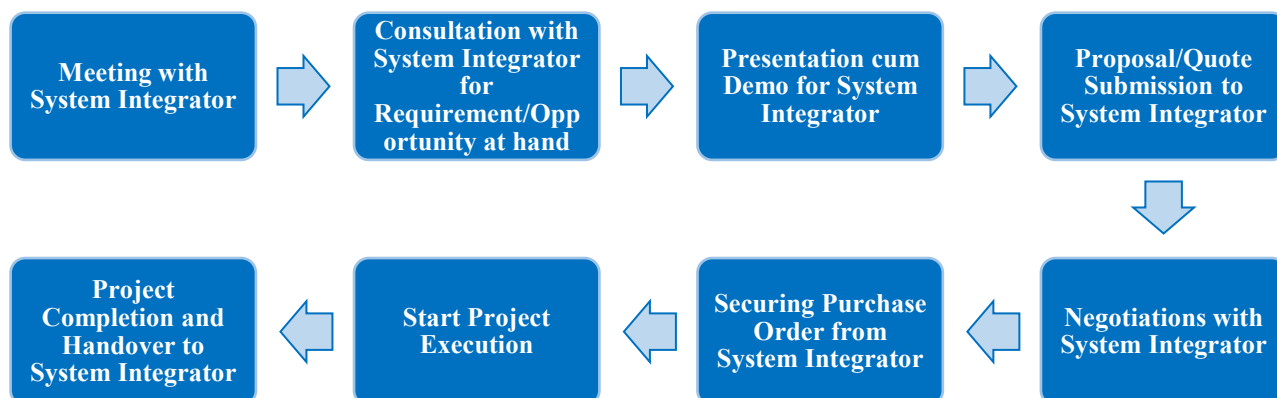 Meeting with
System Integrator
Consultation with
System Integrator
for
Requirement/Opp
ortunity at hand
Presentation cum
Demo for System
Integrator
Proposal/Quote
Submission to
System Integrator
Negotiations with
System Integrator
Securing Purchase
Order from
System Integrator
Start Project
Execution
Project
Completion and
Handover to
System Integrator